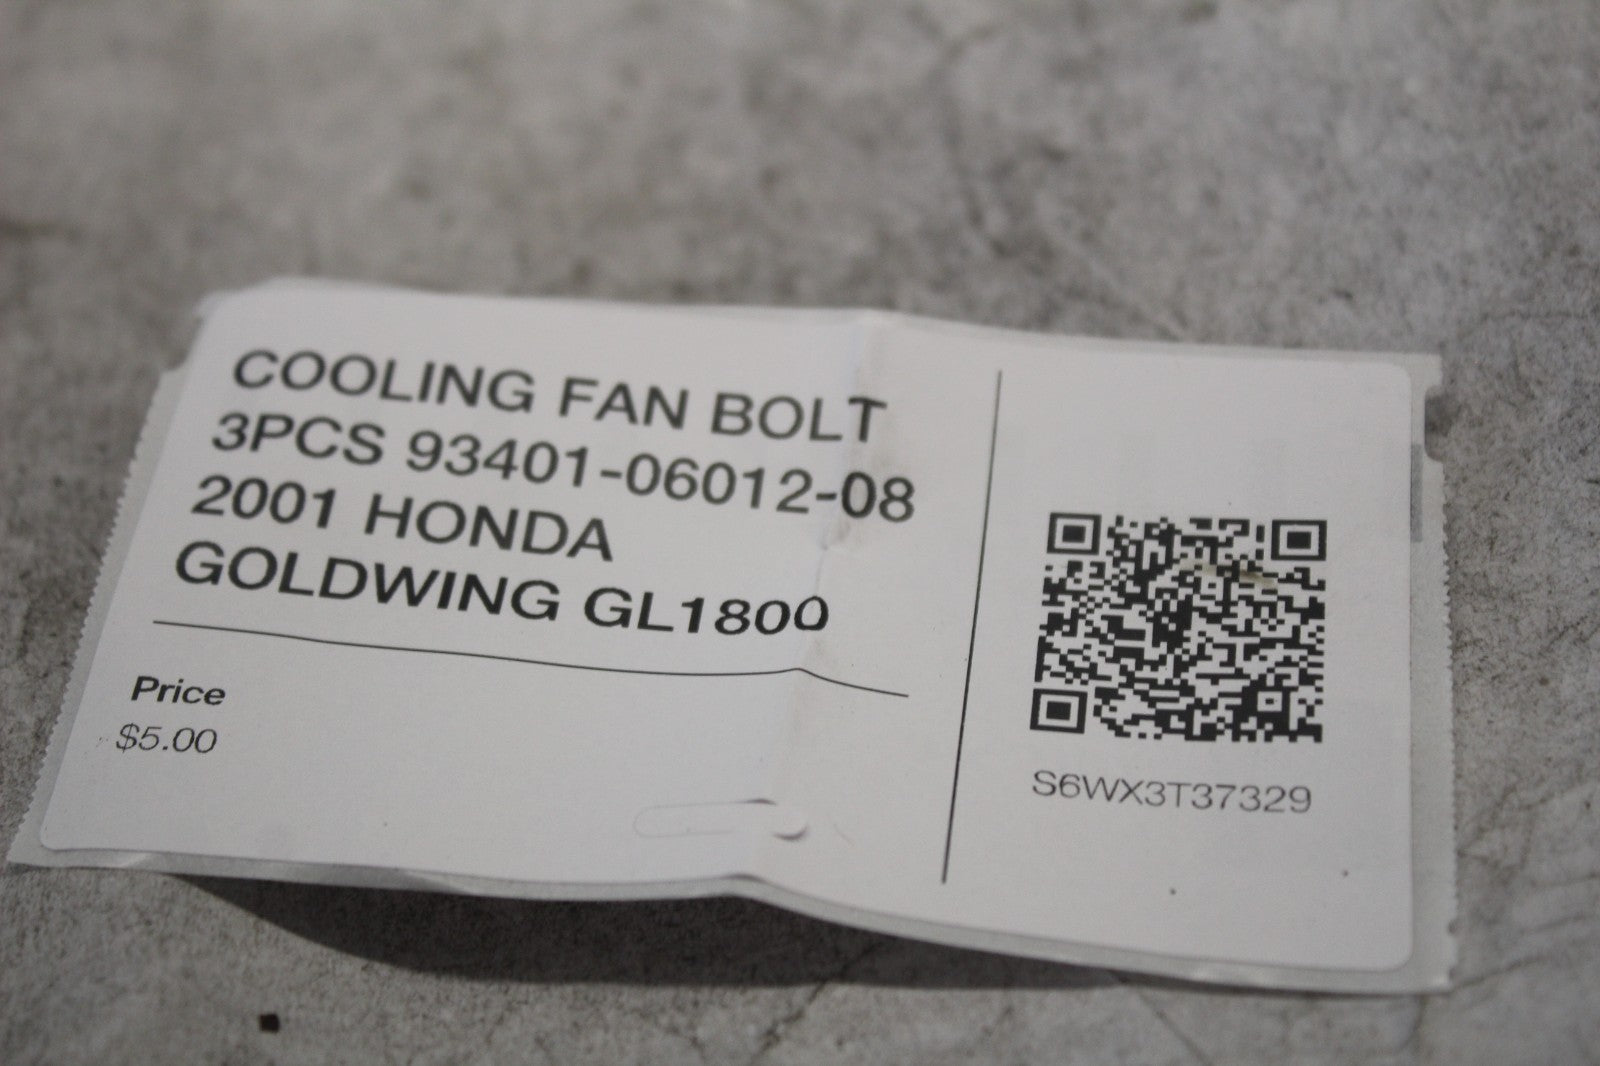 COOLING FAN BOLT
3PCS 93401-06012-08
2001 HONDA
GOLDWING GL1800
Price
$5.00
S6WX3T37329